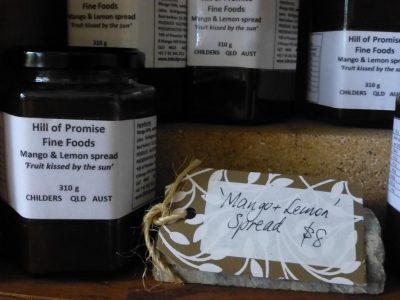 Hill of Promise
Fine Foods
Mango & Lemon spread
'Fruit kissed by the sun'
310 g
CHILDERS QLD AUST
Fine Foods
Mango & Lemon spread
'Fruit kissed by the sun'
310 g
CHILDERS QLD AUST
Hill of Promise
Fine Foods
Mango & Lemon spread
'Fruit kissed by the sun'
310 g
CHILDERS QLD AUST
'Mango + Lemon'
Spread $8